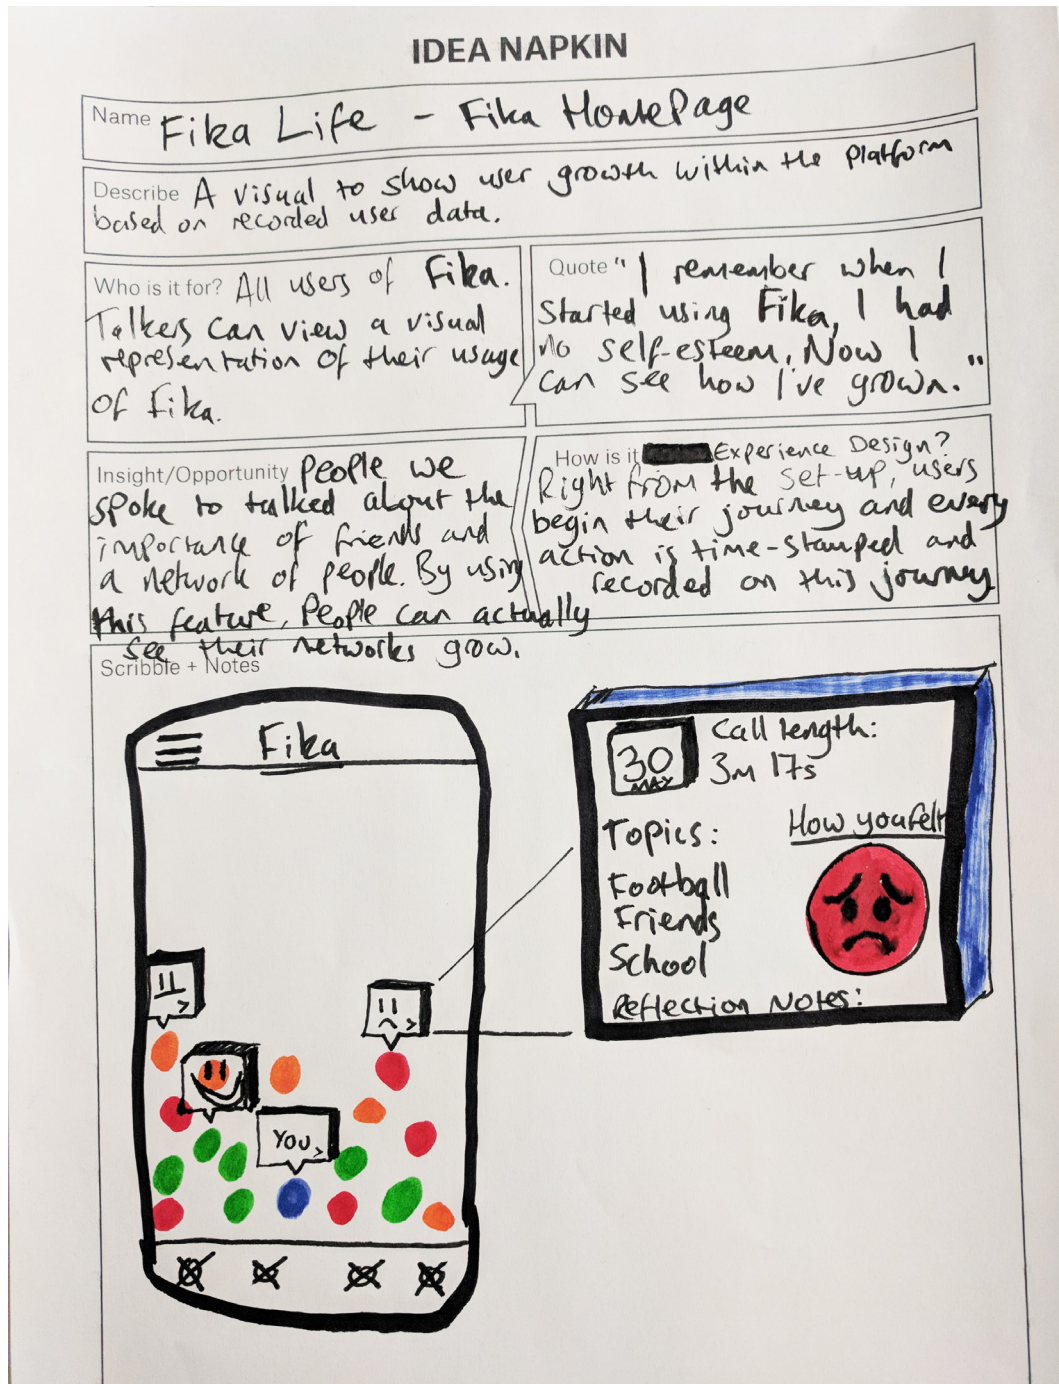 IDEA NAPKIN
Name Fika Life - Fika HomePage
Describe A visual to show user growth within the platform
based on recorded user data.
Who is it for? All users of Fika.
Talkers can view a visual
representation of their usage
of Fika.
Quote " I remember when I
started using Fika, I had
no self-esteem. Now I
can see how I've grown. "
Insight/Opportunity People we
spoke to talked about the
importance of friends and
a network of people. By using
this feature, People can actually
see their networks grow.
How is it Experience Design?
Right from the set-up, users
begin their journey and every
action is time-stamped and
recorded on this journey
Scribble + Notes
Fika
YOU >
30
MAY
Call length:
3m 17s
Topics:
Football
Friends
School
How you felt
Reflection Notes: